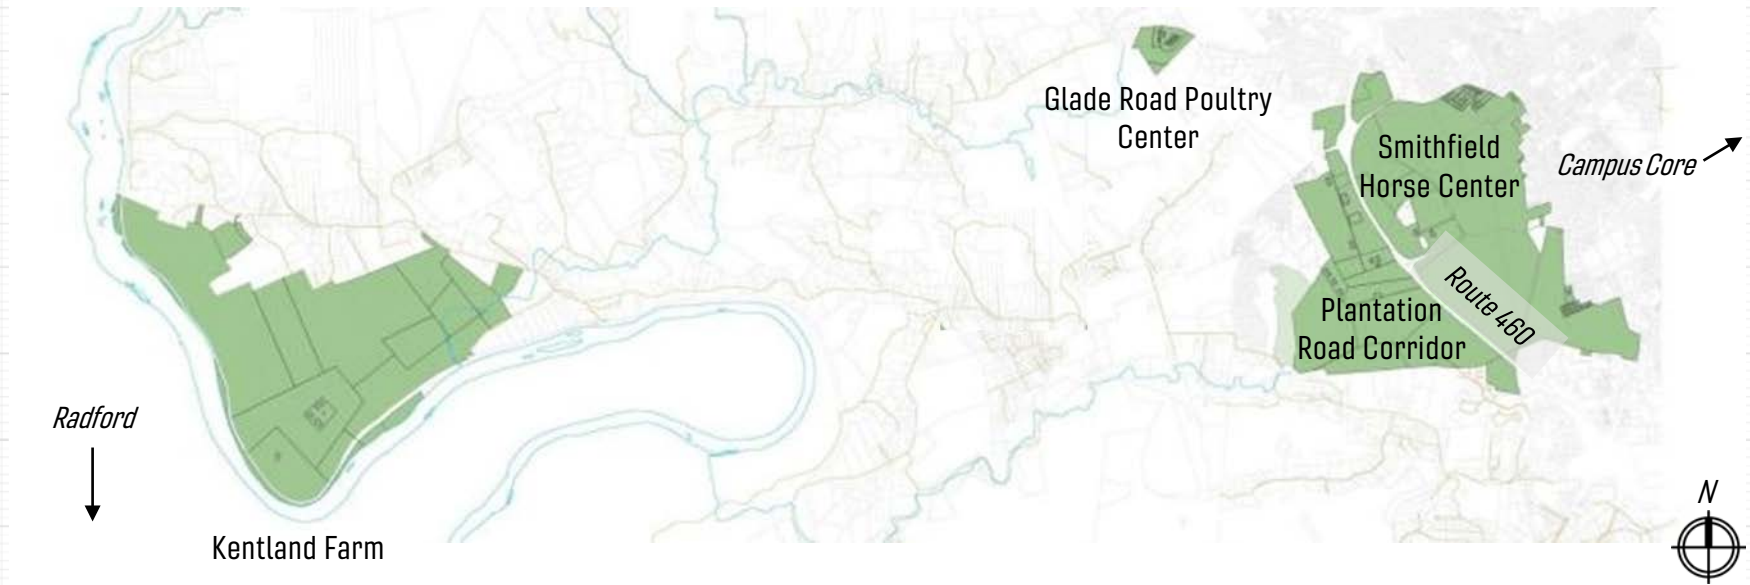 Glade Road Poultry
Center
Smithfield
Horse Center
Campus Core
Route 460
Plantation
Road Corridor
Radford
Kentland Farm
N